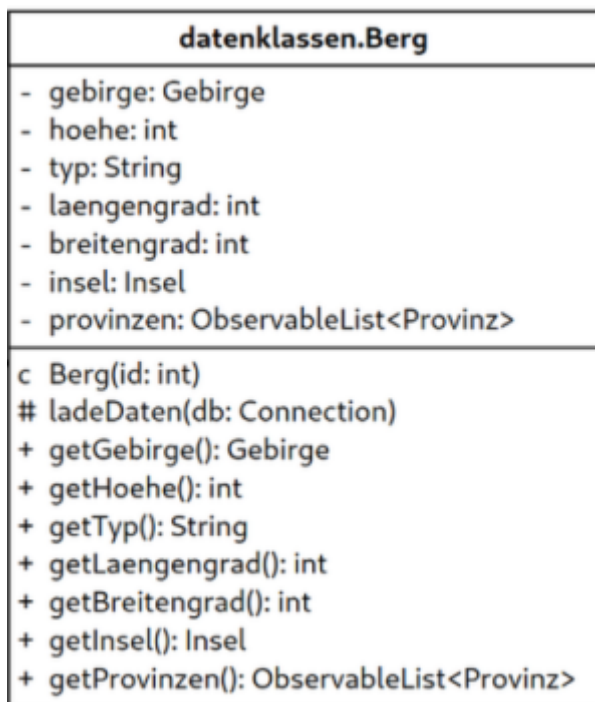 datenklassen.Berg
- gebirge: Gebirge
- hoehe: int
- typ: String
- laengengrad: int
- breitengrad: int
- insel: Insel
- provinzen: ObservableList<Provinz>
c Berg(id: int)
# ladeDaten(db: Connection)
+ getGebirge(): Gebirge
+ getHoehe(): int
+ getTyp(): String
+ getLaengengrad(): int
+ getBreitengrad(): int
+ getInsel(): Insel
+ getProvinzen(): ObservableList<Provinz>